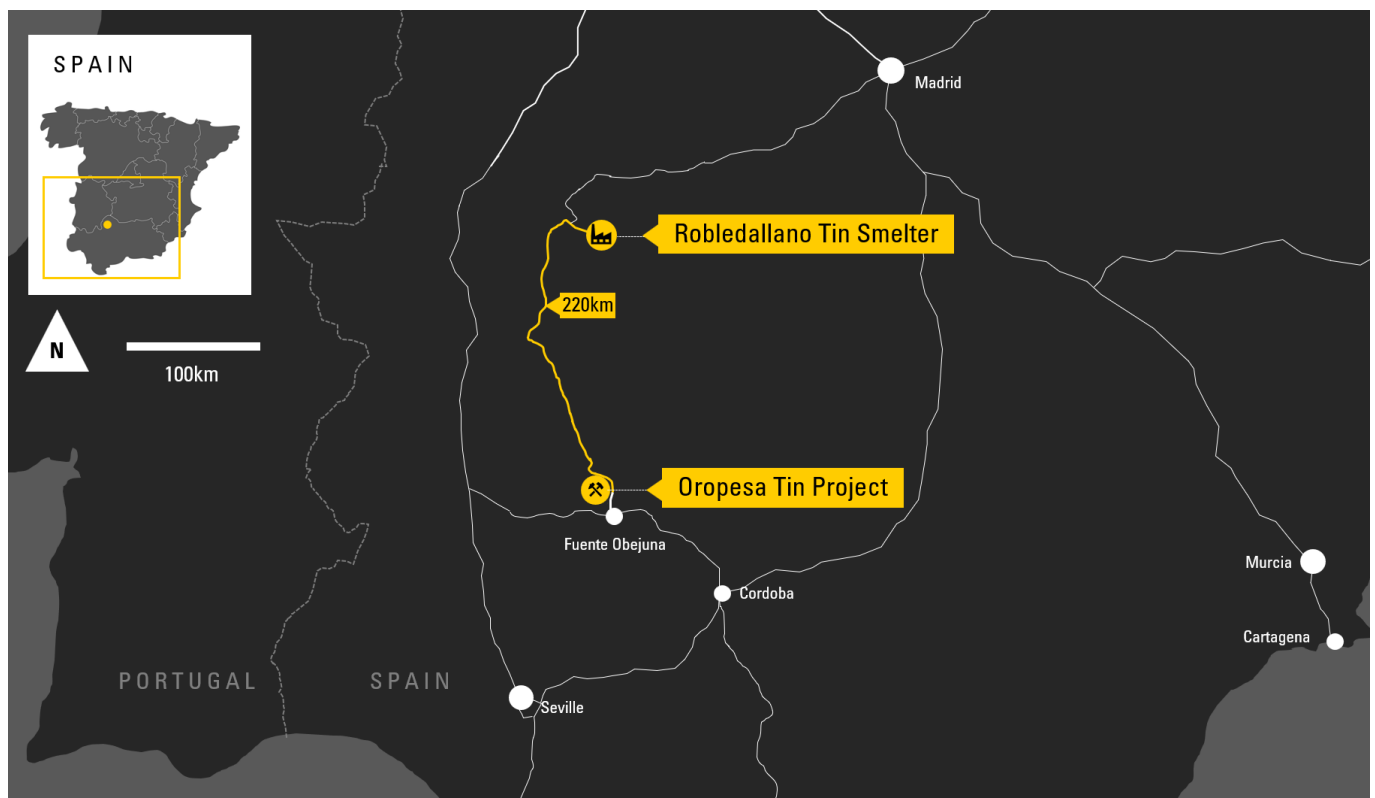 SPAIN
Madrid
Robledallano Tin Smelter
220km
N
100km
Oropesa Tin Project
Fuente Obejuna
Murcia
Cordoba
Cartagena
PORTUGAL
SPAIN
Seville